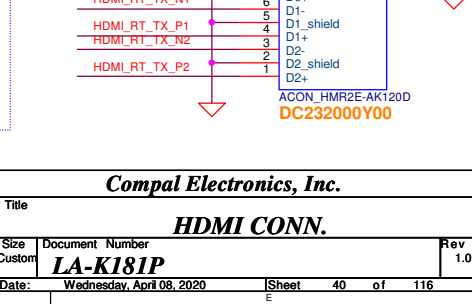 HDMI_RT_TX_N1 6 D1-
5 D1_shield
HDMI_RT_TX_P1 4 D1+
HDMI_RT_TX_N2 3 D2-
2 D2_shield
HDMI_RT_TX_P2 1 D2+
ACON_HMR2E-AK120D
DC232000Y00
Compal Electronics, Inc.
Title
HDMI CONN.
Size Document Number Rev
Custom LA-K181P 1.0
Date: Wednesday, April 08, 2020 Sheet 40 of 116
E